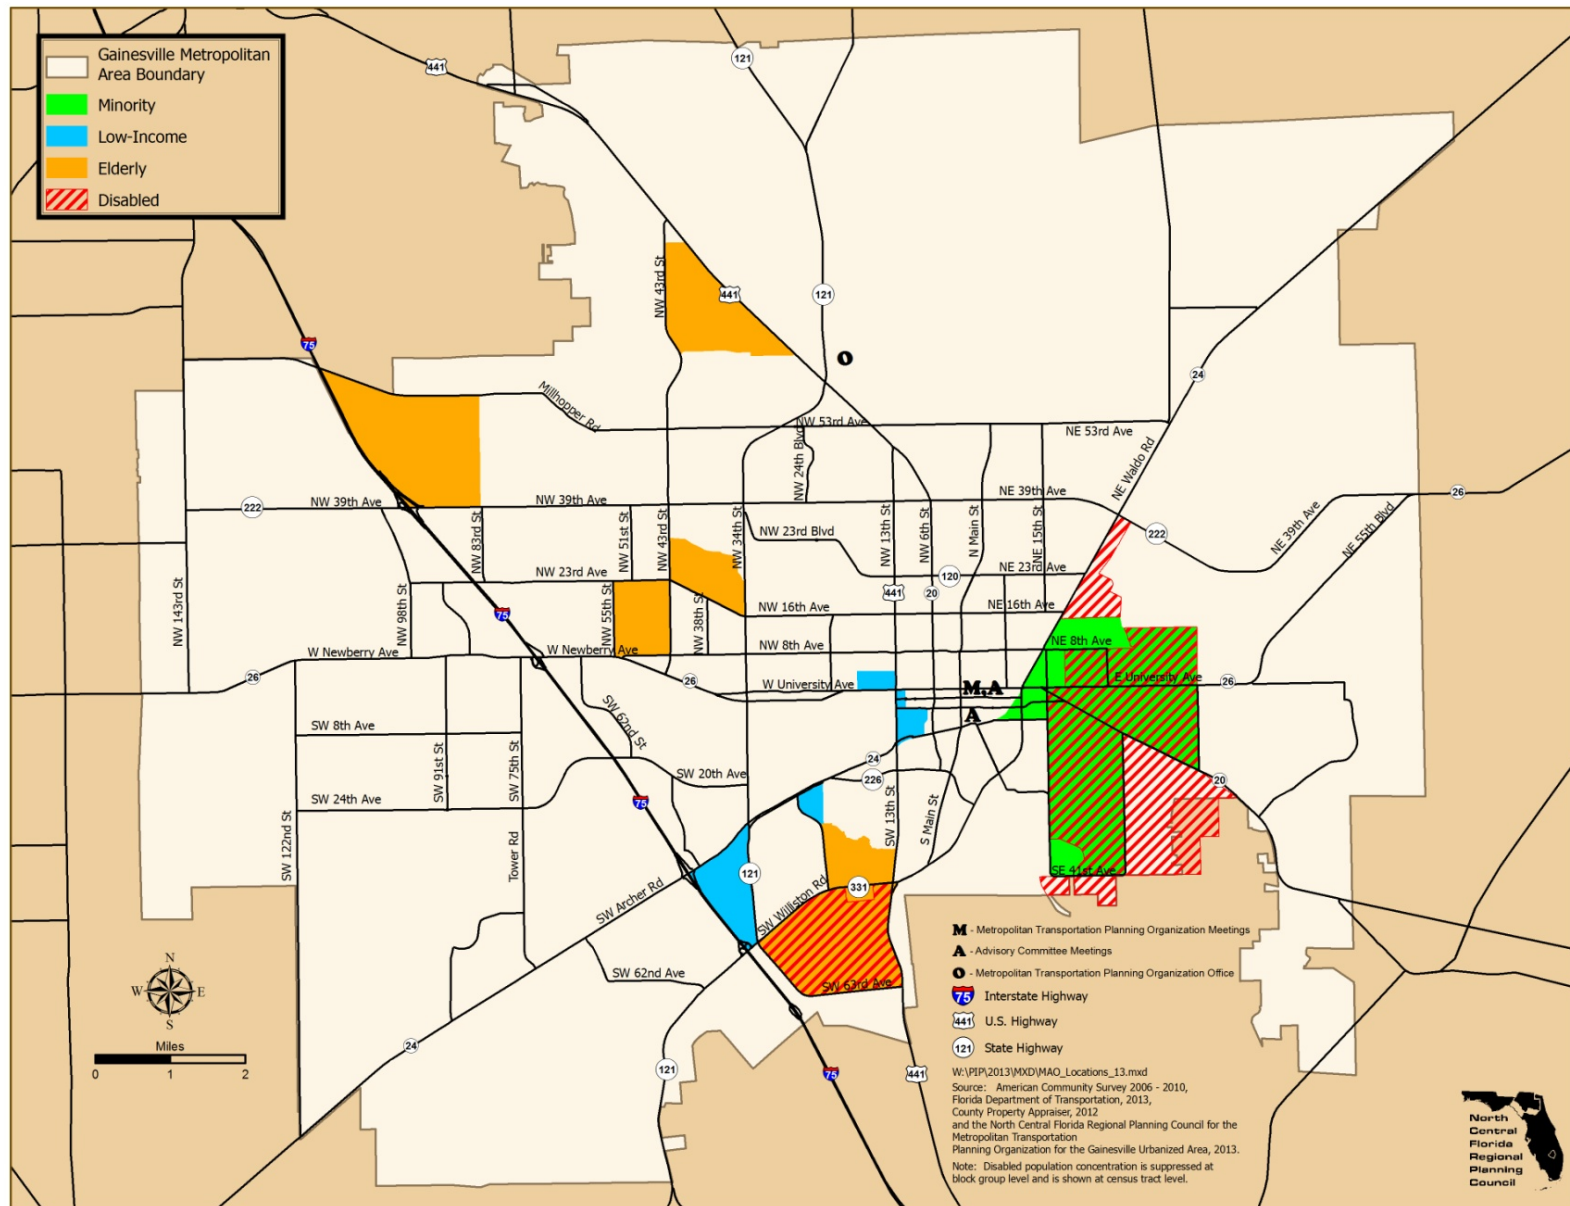 Gainesville Metropolitan
Area Boundary
Minority
Low-Income
Elderly
Disabled
441
121
75
NW 43rd St
441
121
O
24
Millhopper Rd
NW 53rd Ave
NE 53rd Ave
NW 24th Blvd
NE Waldo Rd
222
NW 39th Ave
NW 39th Ave
NE 39th Ave
26
NW 83rd St
NW 51st St
NW 43rd St
NW 34th St
NW 23rd Blvd
NW 13th St
NW 6th St
N Main St
NE 15th St
222
NE 39th Ave
NE 55th Blvd
NW 143rd St
NW 98th St
NW 23rd Ave
NW 55th St
NW 38th St
120
NE 23rd Ave
441
20
75
NW 16th Ave
NE 16th Ave
W Newberry Ave
W Newberry Ave
NW 8th Ave
NE 8th Ave
26
26
W University Ave
M,A
E University Ave
26
A
SW 8th Ave
SW 62nd St
SW 91st St
SW 75th St
24
SW 20th Ave
226
20
SW 24th Ave
75
SW 13th St
S Main St
SW 122nd St
Tower Rd
SW Archer Rd
121
SW Williston Rd
331
SE 41st Ave
SW 62nd Ave
SW 63rd Ave
24
121
75
441
N
W
E
S
Miles
0 1 2
M - Metropolitan Transportation Planning Organization Meetings
A - Advisory Committee Meetings
O - Metropolitan Transportation Planning Organization Office
75 Interstate Highway
441 U.S. Highway
121 State Highway
W:\PIP\2013\MXD\MAO_Locations_13.mxd
Source: American Community Survey 2006 - 2010,
Florida Department of Transportation, 2013,
County Property Appraiser, 2012
and the North Central Florida Regional Planning Council for the
Metropolitan Transportation
Planning Organization for the Gainesville Urbanized Area, 2013.
Note: Disabled population concentration is suppressed at
block group level and is shown at census tract level.
North
Central
Florida
Regional
Planning
Council